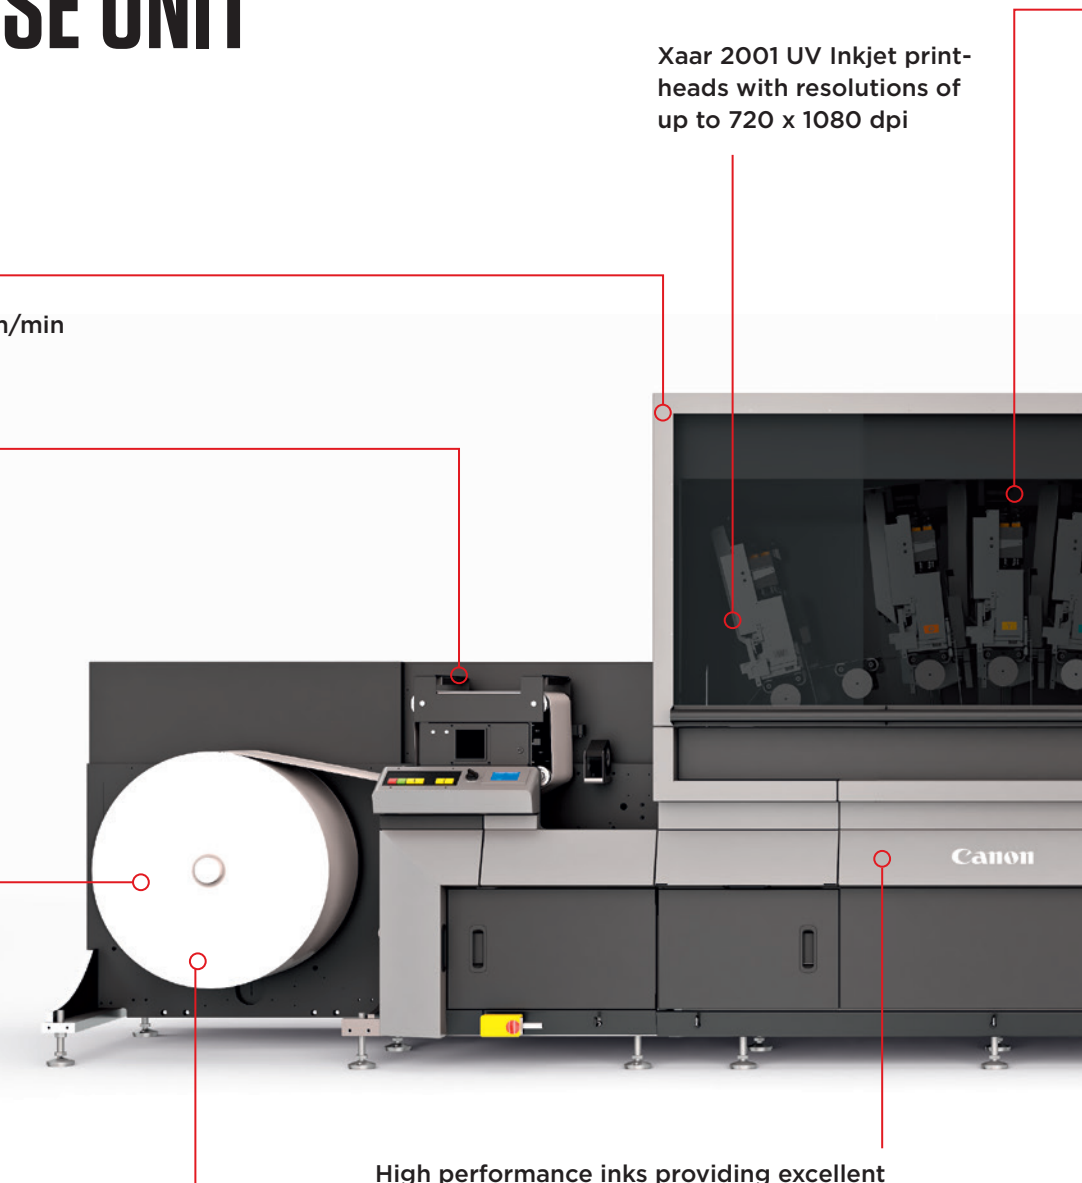 SE UNIT
Xaar 2001 UV Inkjet print-
heads with resolutions of
up to 720 x 1080 dpi
/min
Canon
High performance inks providing excellent